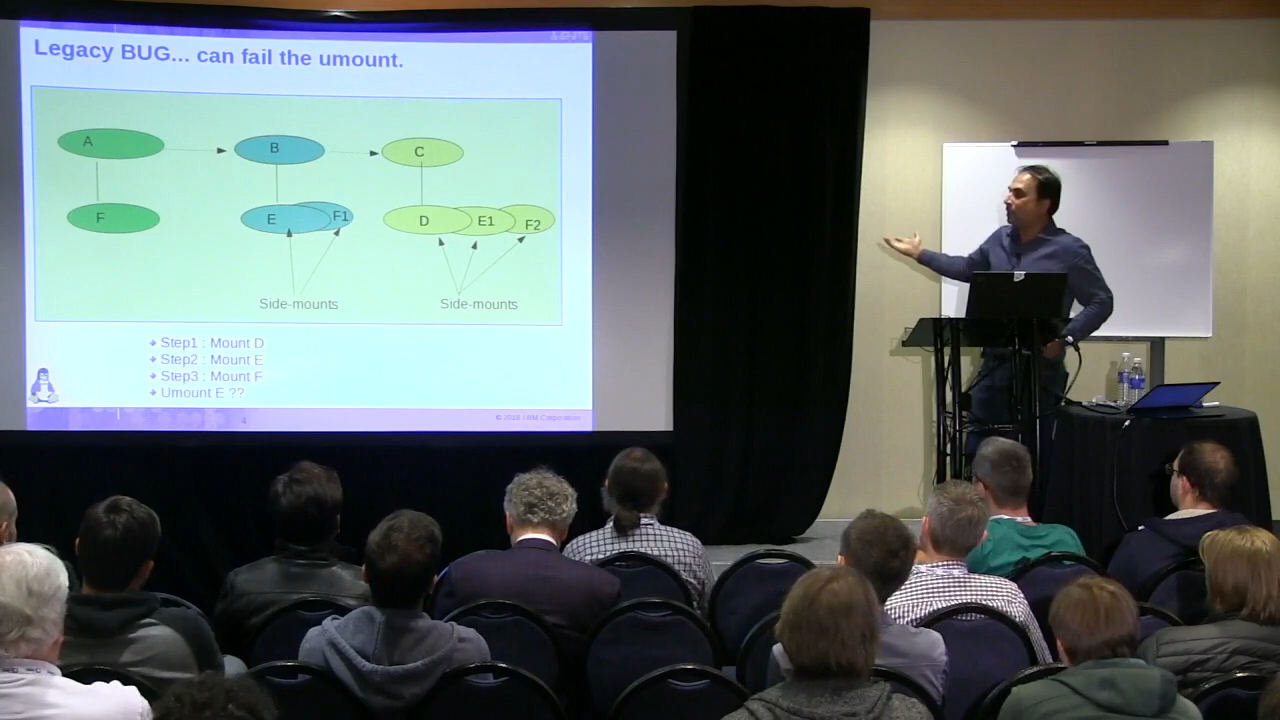 Legacy BUG... can fail the umount.
A
B
C
F
E
F1
D
E1
F2
Side-mounts
Side-mounts
Step1 : Mount D
Step2 : Mount E
Step3 : Mount F
Umount E ??
4
© 2018 IBM Corporation